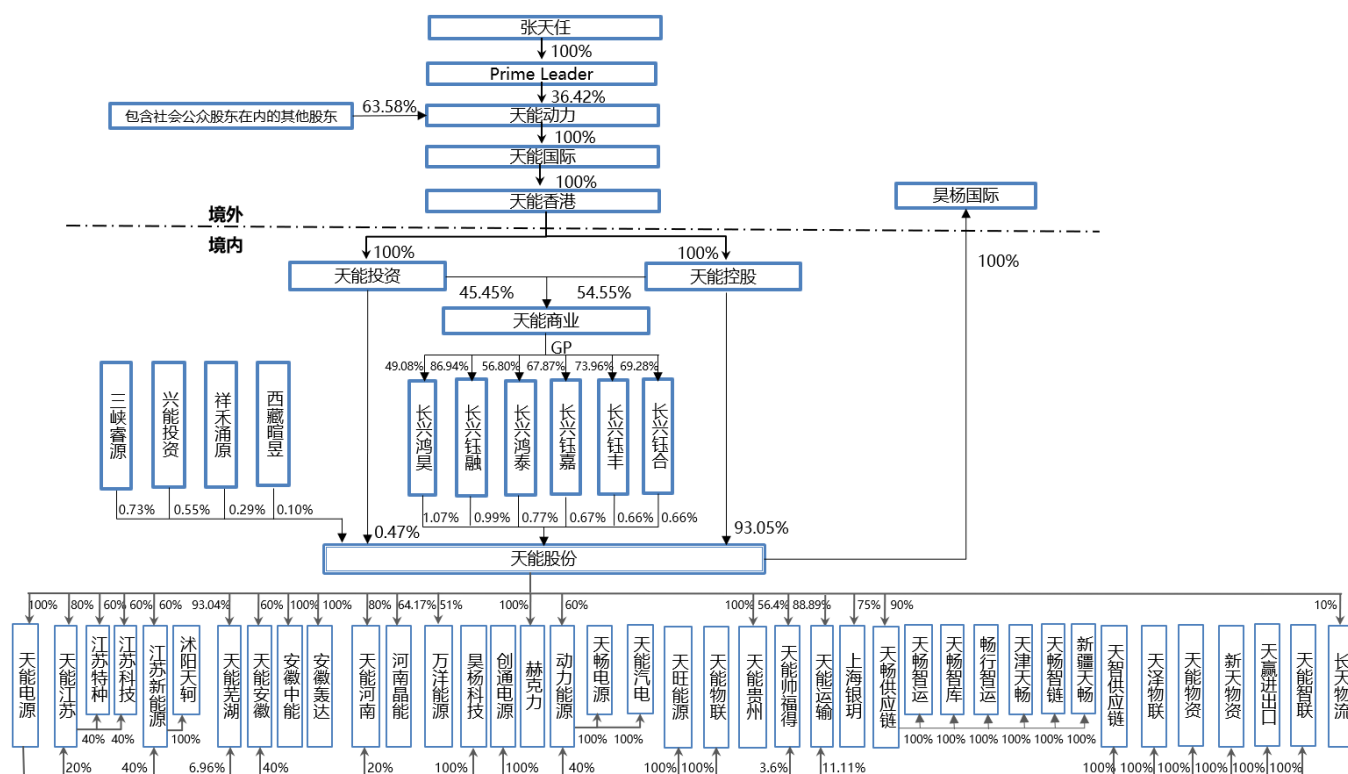 张天任
100%
Prime Leader
36.42%
包含社会公众股东在内的其他股东
63.58%
天能动力
100%
天能国际
100%
天能香港
昊杨国际
境外
境内
100%
100%
100%
天能投资
天能控股
45.45%
54.55%
天能商业
GP
49.08%
86.94%
56.80%
67.87%
73.96%
69.28%
三峡睿源
兴能投资
祥禾涌原
西藏暄昱
长兴鸿昊
长兴钰融
长兴鸿泰
长兴钰嘉
长兴钰丰
长兴钰合
0.73%
0.55%
0.29%
0.10%
1.07%
0.99%
0.77%
0.67%
0.66%
0.66%
0.47%
93.05%
天能股份
100%
80%
60%
60%
60%
93.04%
60%
100%
100%
80%
64.17%
51%
100%
60%
100%
56.4%
88.89%
75%
90%
10%
天能电源
天能江苏
江苏特种
江苏科技
江苏新能源
沭阳天轲
天能芜湖
天能安徽
安徽中能
安徽轰达
天能河南
河南晶能
万洋能源
昊杨科技
创通电源
赫克力
动力能源
天畅电源
天能汽电
天旺能源
天能物联
天能贵州
天能帅福得
天能运输
上海银玥
天畅供应链
天畅智运
天畅智库
畅行智运
天津天畅
天畅智链
新疆天畅
天智供应链
天泽物联
天能物资
新天物资
天赢进出口
天能智联
长天物流
40%
40%
100%
100%
100%
100%
100%
100%
100%
100%
100%
20%
40%
6.96%
40%
20%
100%
100%
40%
100%
100%
3.6%
11.11%
100%
100%
100%
100%
100%
100%